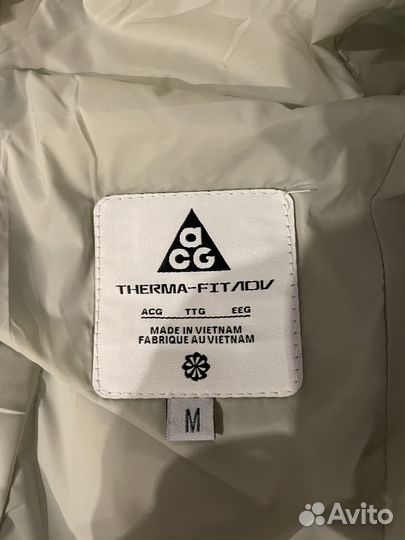 aCG
THERMA-FIT ADV
ACG TTG EEG
MADE IN VIETNAM
FABRIQUE AU VIETNAM
M
Avito